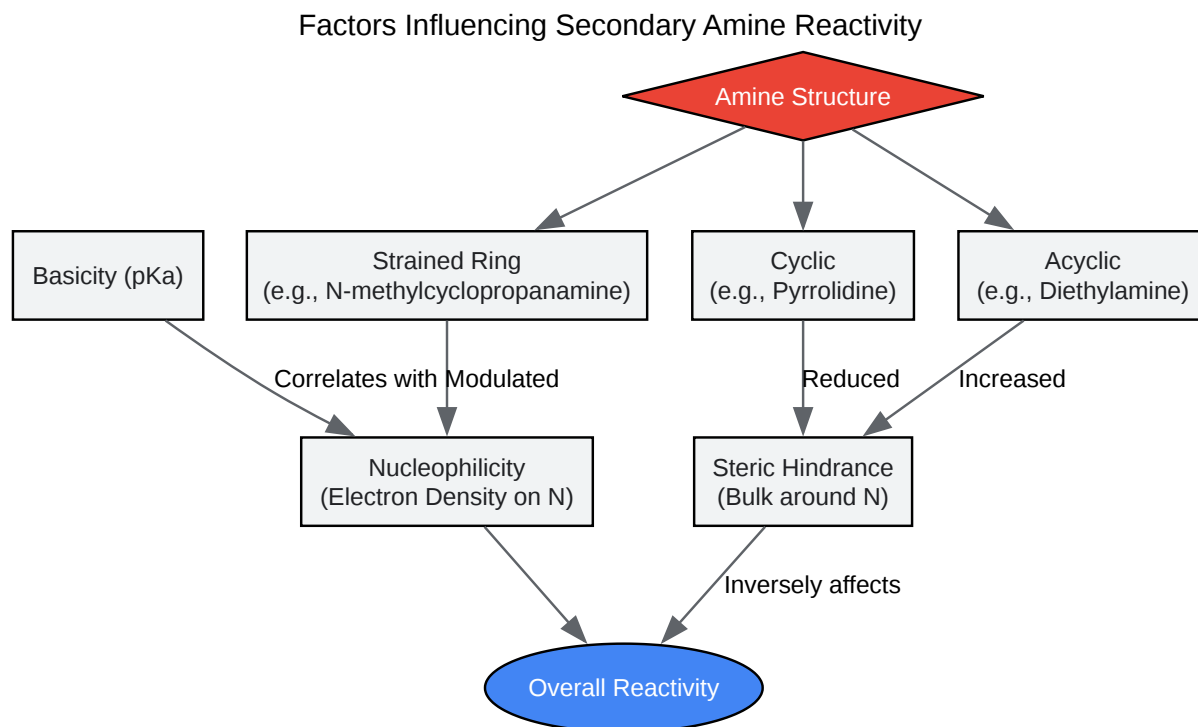 Factors Influencing Secondary Amine Reactivity
Amine Structure
Basicity (pKa)
Strained Ring
(e.g., N-methylcyclopropanamine)
Cyclic
(e.g., Pyrrolidine)
Acyclic
(e.g., Diethylamine)
Correlates with
Modulated
Reduced
Increased
Nucleophilicity
(Electron Density on N)
Steric Hindrance
(Bulk around N)
Inversely affects
Overall Reactivity